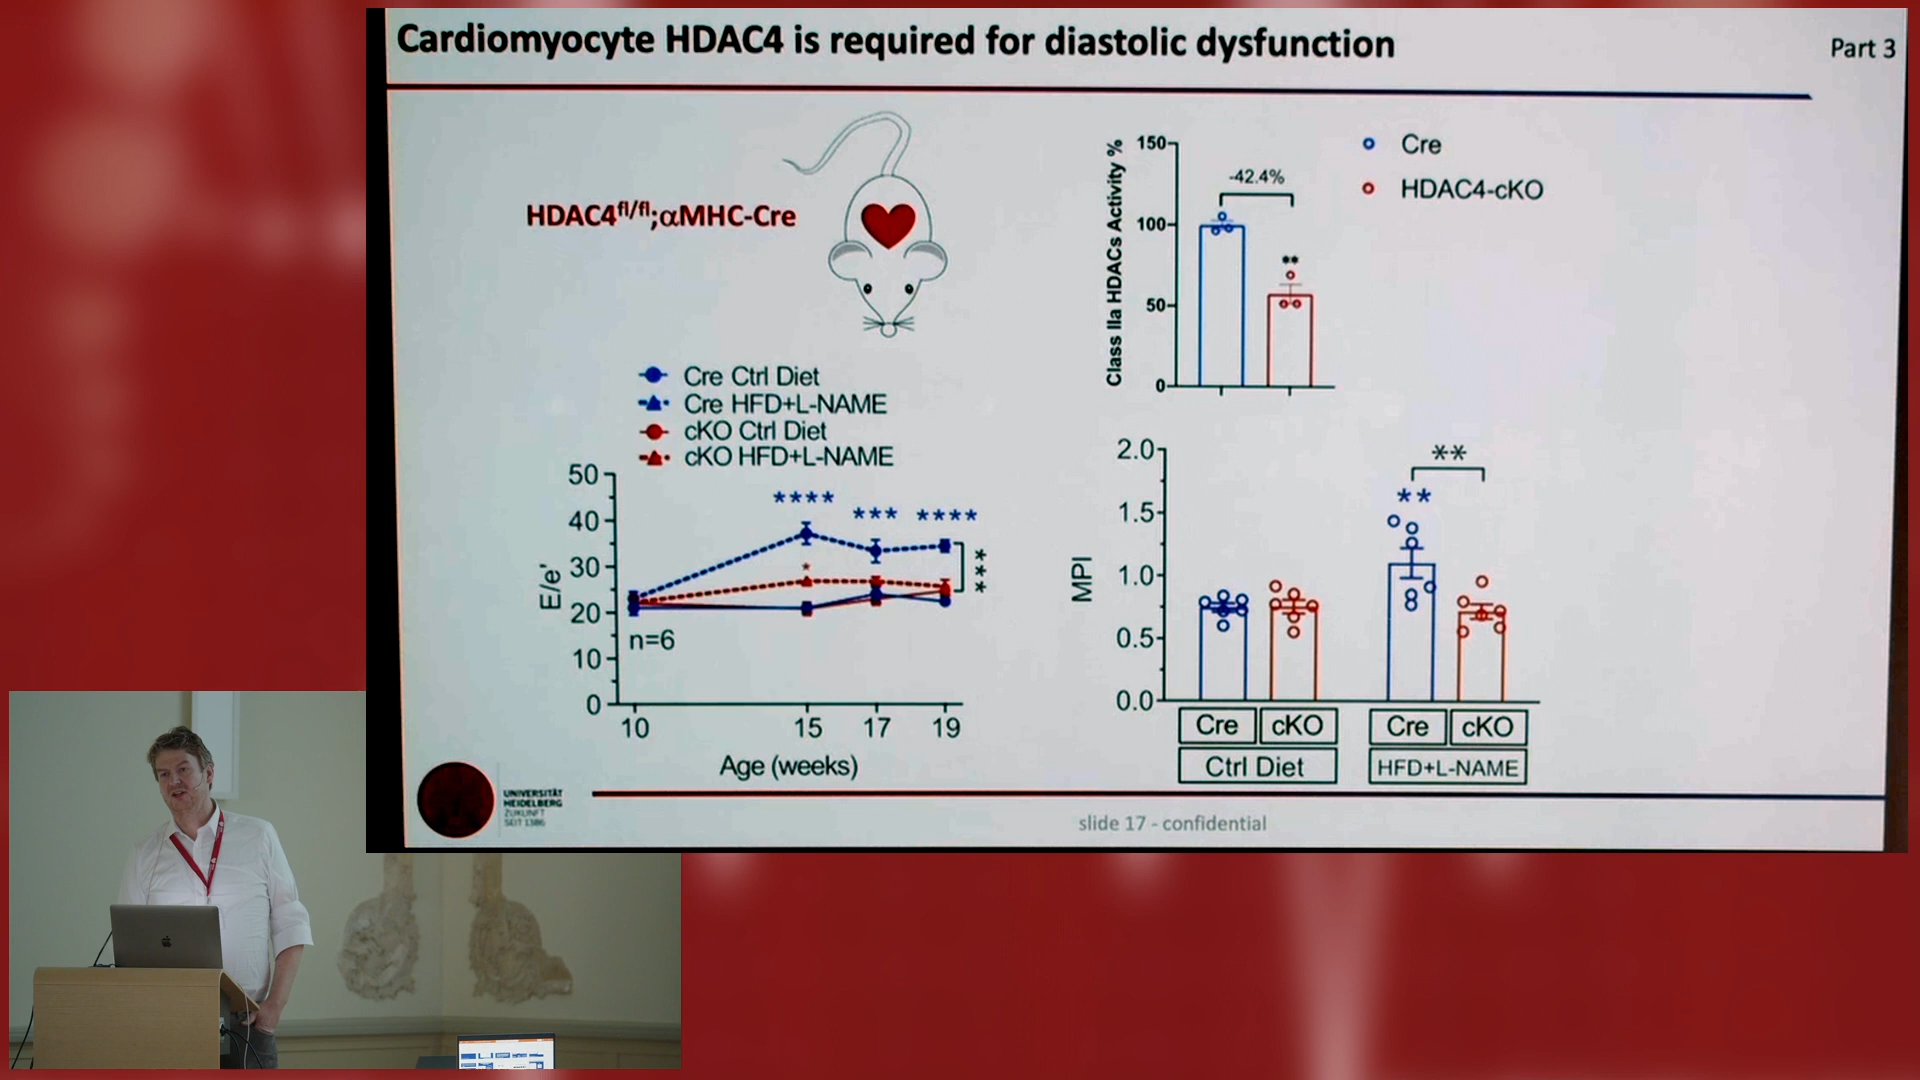 Cardiomyocyte HDAC4 is required for diastolic dysfunction
Part 3
HDAC4fl/fl;αMHC-Cre
Class IIa HDACs Activity %
150
100
50
0
-42.4%
**
Cre
HDAC4-cKO
Cre Ctrl Diet
Cre HFD+L-NAME
cKO Ctrl Diet
cKO HFD+L-NAME
E/e'
50
40
30
20
10
0
****
***
****
*
***
n=6
10 15 17 19
Age (weeks)
MPI
2.0
1.5
1.0
0.5
0.0
**
**
Cre cKO Cre cKO
Ctrl Diet HFD+L-NAME
UNIVERSITÄT
HEIDELBERG
ZUKUNFT
SEIT 1386
slide 17 - confidential